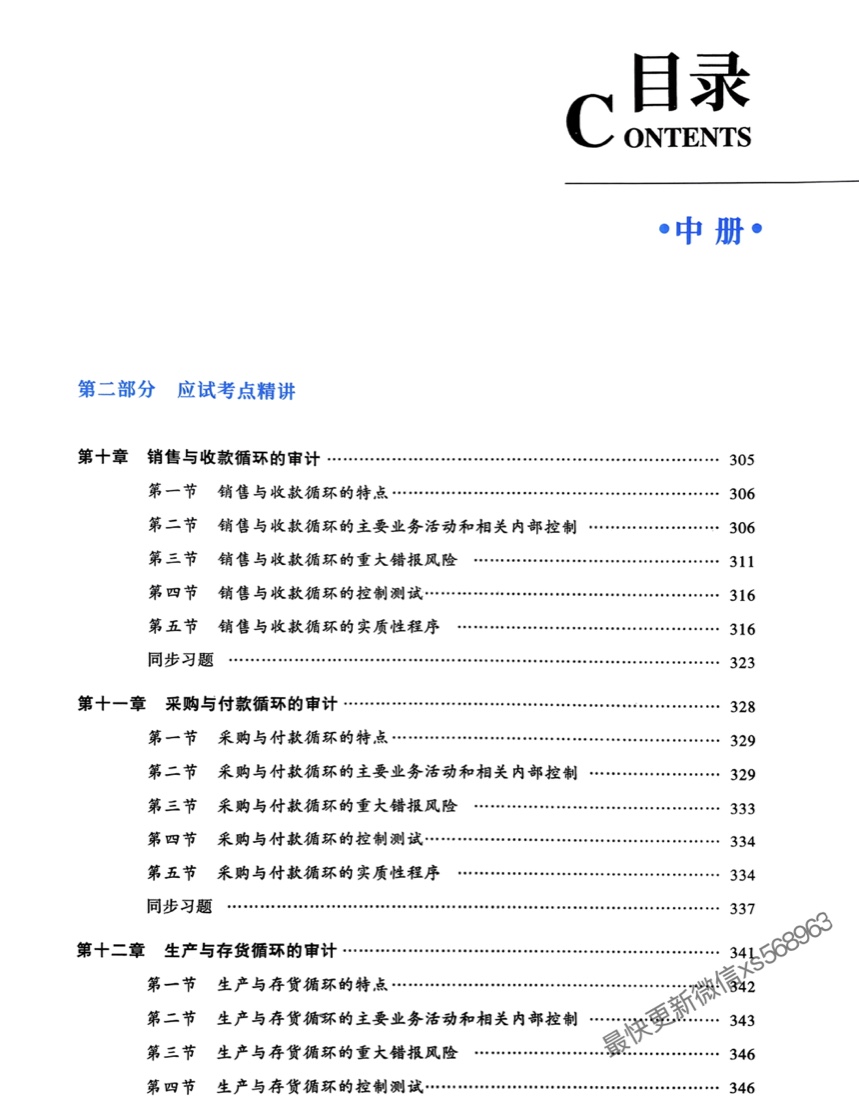 目录
CONTENTS
•中 册•
第二部分 应试考点精讲
第十章 销售与收款循环的审计 …… 305
第一节 销售与收款循环的特点 …… 306
第二节 销售与收款循环的主要业务活动和相关内部控制 …… 306
第三节 销售与收款循环的重大错报风险 …… 311
第四节 销售与收款循环的控制测试 …… 316
第五节 销售与收款循环的实质性程序 …… 316
同步习题 …… 323
第十一章 采购与付款循环的审计 …… 328
第一节 采购与付款循环的特点 …… 329
第二节 采购与付款循环的主要业务活动和相关内部控制 …… 329
第三节 采购与付款循环的重大错报风险 …… 333
第四节 采购与付款循环的控制测试 …… 334
第五节 采购与付款循环的实质性程序 …… 334
同步习题 …… 337
第十二章 生产与存货循环的审计 …… 341
第一节 生产与存货循环的特点 …… 342
第二节 生产与存货循环的主要业务活动和相关内部控制 …… 343
第三节 生产与存货循环的重大错报风险 …… 346
第四节 生产与存货循环的控制测试 …… 346
最快更新微信xs568963